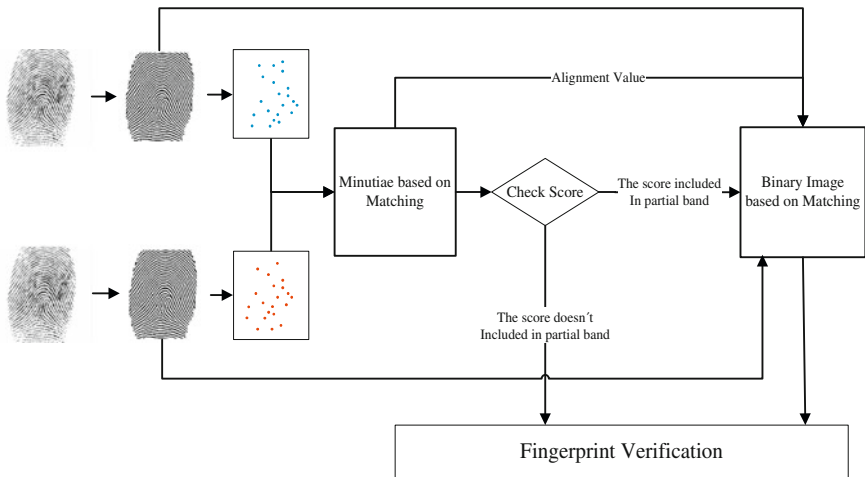 Alignment Value
Minutiae based on
Matching
Check Score
The score included
In partial band
Binary Image
based on Matching
The score doesn´t
Included in partial band
Fingerprint Verification